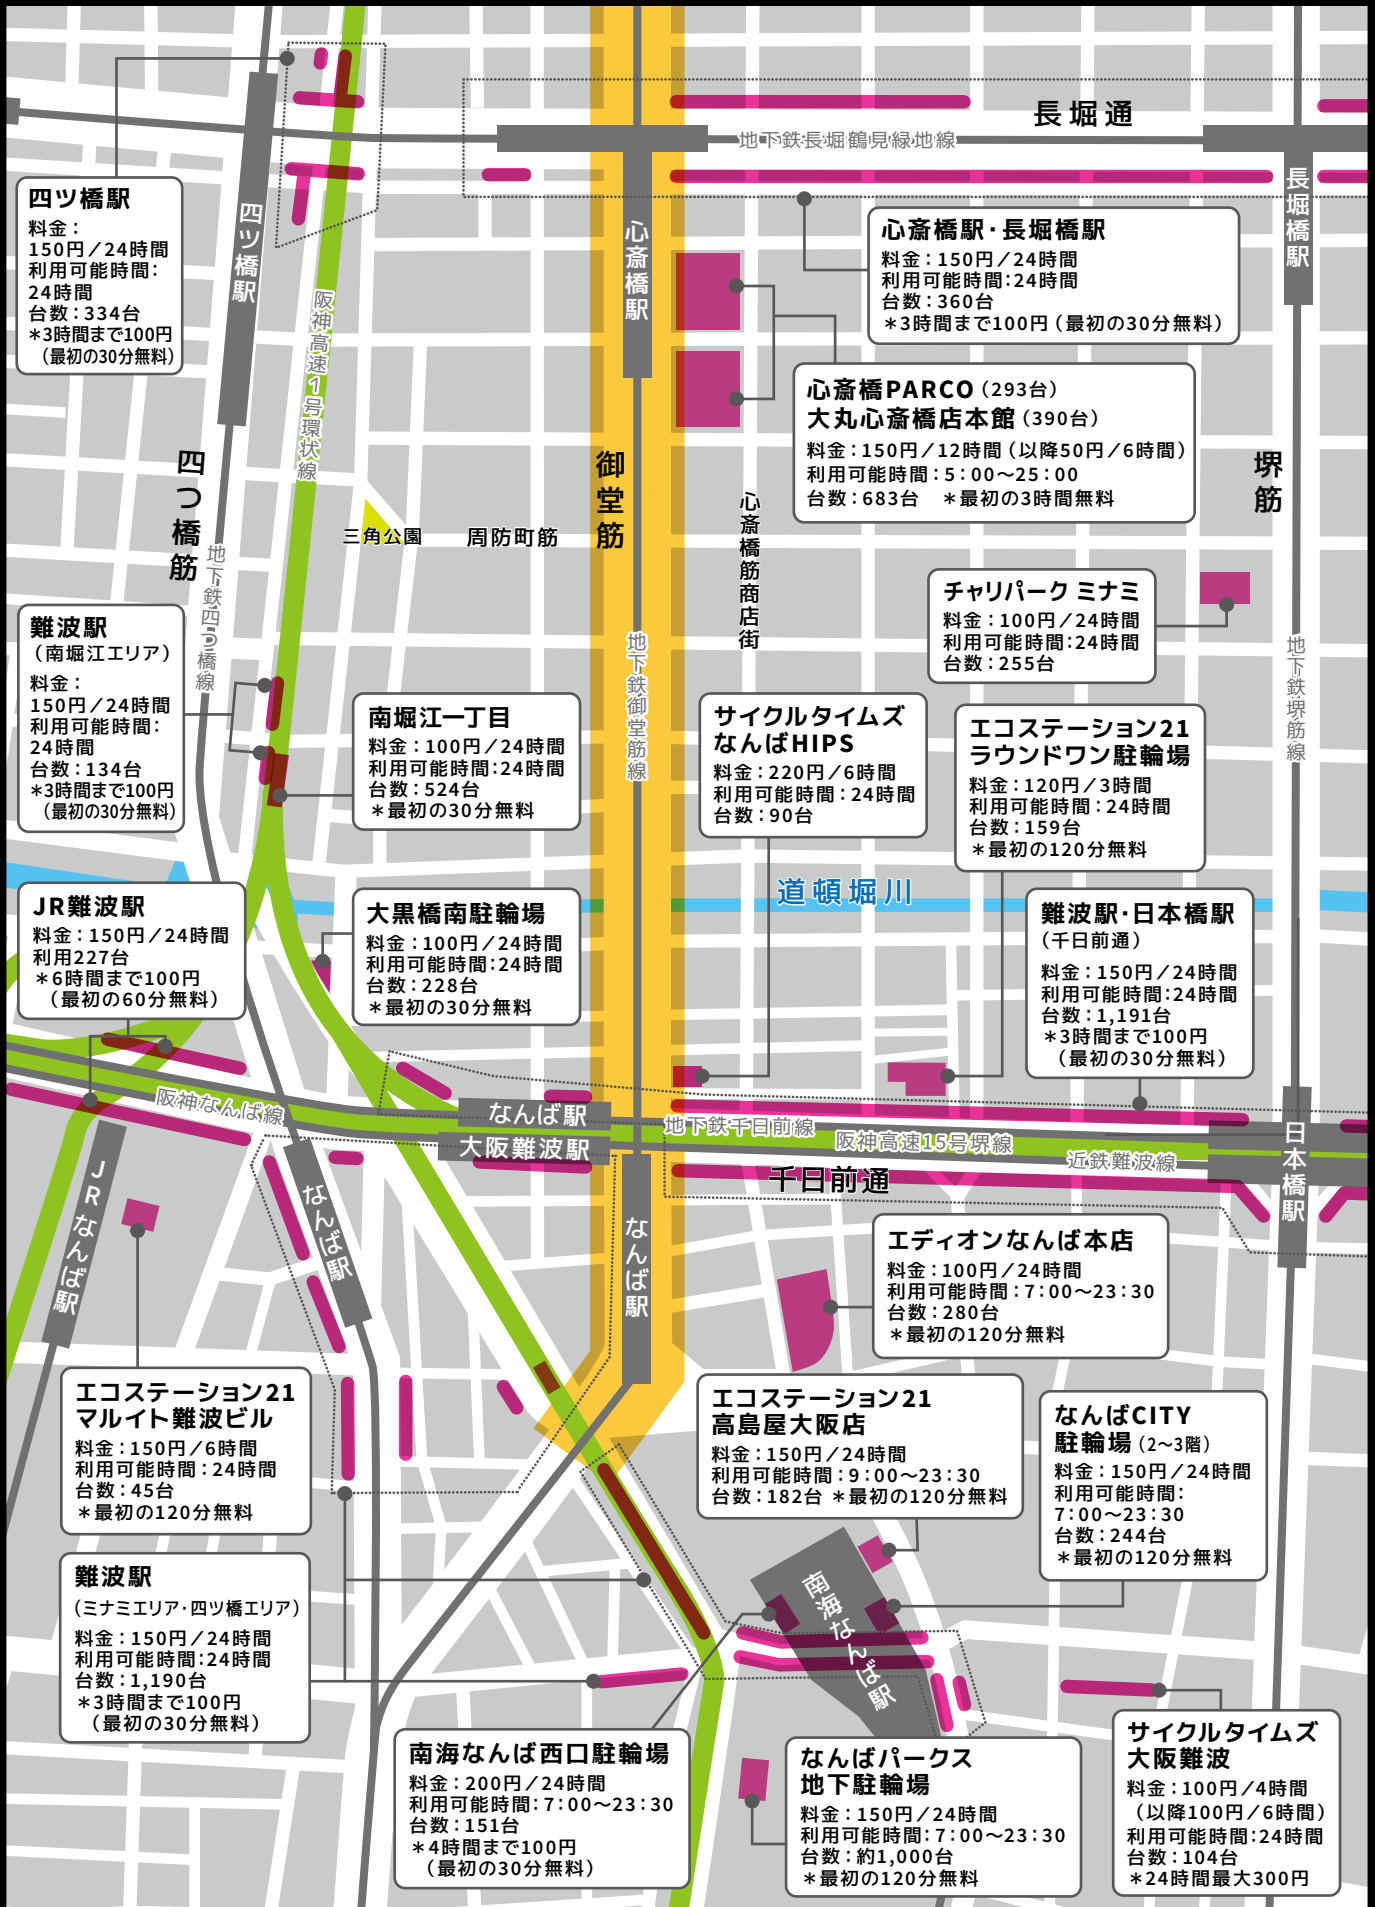 長堀通
地下鉄長堀鶴見緑地線
四ツ橋駅
料金：
150円／24時間
利用可能時間：
24時間
台数：334台
＊3時間まで100円
（最初の30分無料）
四ツ橋駅
心斎橋駅
長堀橋駅
心斎橋駅・長堀橋駅
料金：150円／24時間
利用可能時間：24時間
台数：360台
＊3時間まで100円（最初の30分無料）
阪神高速1号環状線
心斎橋PARCO（293台）
大丸心斎橋店本館（390台）
料金：150円／12時間（以降50円／6時間）
利用可能時間：5：00〜25：00
台数：683台　＊最初の3時間無料
四つ橋筋
御堂筋
堺筋
心斎橋筋商店街
三角公園
周防町筋
地下鉄四つ橋線
チャリパーク ミナミ
料金：100円／24時間
利用可能時間：24時間
台数：255台
難波駅
（南堀江エリア）
料金：
150円／24時間
利用可能時間：
24時間
台数：134台
＊3時間まで100円
（最初の30分無料）
地下鉄御堂筋線
地下鉄堺筋線
南堀江一丁目
料金：100円／24時間
利用可能時間：24時間
台数：524台
＊最初の30分無料
サイクルタイムズ
なんばHIPS
料金：220円／6時間
利用可能時間：24時間
台数：90台
エコステーション21
ラウンドワン駐輪場
料金：120円／3時間
利用可能時間：24時間
台数：159台
＊最初の120分無料
道頓堀川
JR難波駅
料金：150円／24時間
利用227台
＊6時間まで100円
（最初の60分無料）
大黒橋南駐輪場
料金：100円／24時間
利用可能時間：24時間
台数：228台
＊最初の30分無料
難波駅・日本橋駅
（千日前通）
料金：150円／24時間
利用可能時間：24時間
台数：1,191台
＊3時間まで100円
（最初の30分無料）
阪神なんば線
なんば駅
大阪難波駅
地下鉄千日前線
阪神高速15号堺線
近鉄難波線
千日前通
日本橋駅
JRなんば駅
なんば駅
なんば駅
エディオンなんば本店
料金：100円／24時間
利用可能時間：7：00〜23：30
台数：280台
＊最初の120分無料
エコステーション21
マルイト難波ビル
料金：150円／6時間
利用可能時間：24時間
台数：45台
＊最初の120分無料
エコステーション21
高島屋大阪店
料金：150円／24時間
利用可能時間：9：00〜23：30
台数：182台 ＊最初の120分無料
なんばCITY
駐輪場（2〜3階）
料金：150円／24時間
利用可能時間：
7：00〜23：30
台数：244台
＊最初の120分無料
難波駅
（ミナミエリア・四ツ橋エリア）
料金：150円／24時間
利用可能時間：24時間
台数：1,190台
＊3時間まで100円
（最初の30分無料）
南海なんば駅
南海なんば西口駐輪場
料金：200円／24時間
利用可能時間：7：00〜23：30
台数：151台
＊4時間まで100円
（最初の30分無料）
なんばパークス
地下駐輪場
料金：150円／24時間
利用可能時間：7：00〜23：30
台数：約1,000台
＊最初の120分無料
サイクルタイムズ
大阪難波
料金：100円／4時間
（以降100円／6時間）
利用可能時間：24時間
台数：104台
＊24時間最大300円